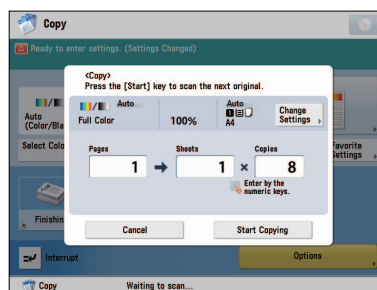 Copy
Ready to enter settings. (Settings Changed)
<Copy>
Press the [Start] key to scan the next original.
Auto
Full Color
100%
Auto
1
A4
Change
Settings
Auto
(Color/Bla
Select Colo
Favorite
Settings
Pages
Sheets
Copies
1 → 1 × 8
Enter by the
numeric keys.
Finishin
Cancel
Start Copying
Interrupt
Options
Copy
Waiting to scan...